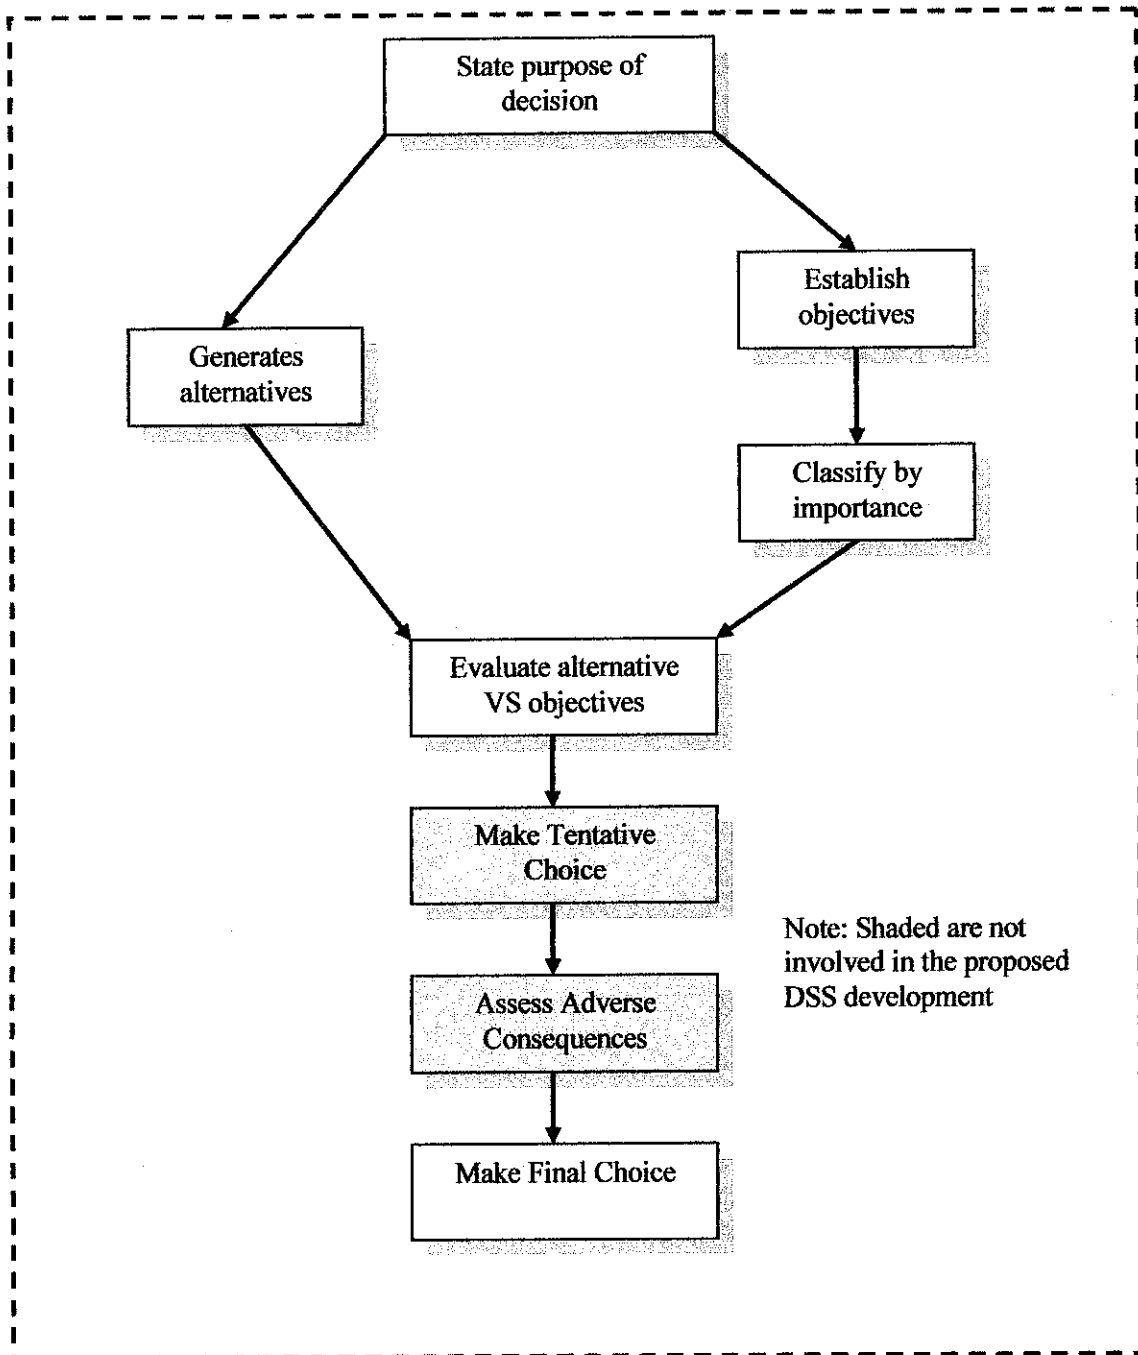 State purpose of
decision
Establish
objectives
Generates
alternatives
Classify by
importance
Evaluate alternative
VS objectives
Make Tentative
Choice
Note: Shaded are not
involved in the proposed
DSS development
Assess Adverse
Consequences
Make Final Choice